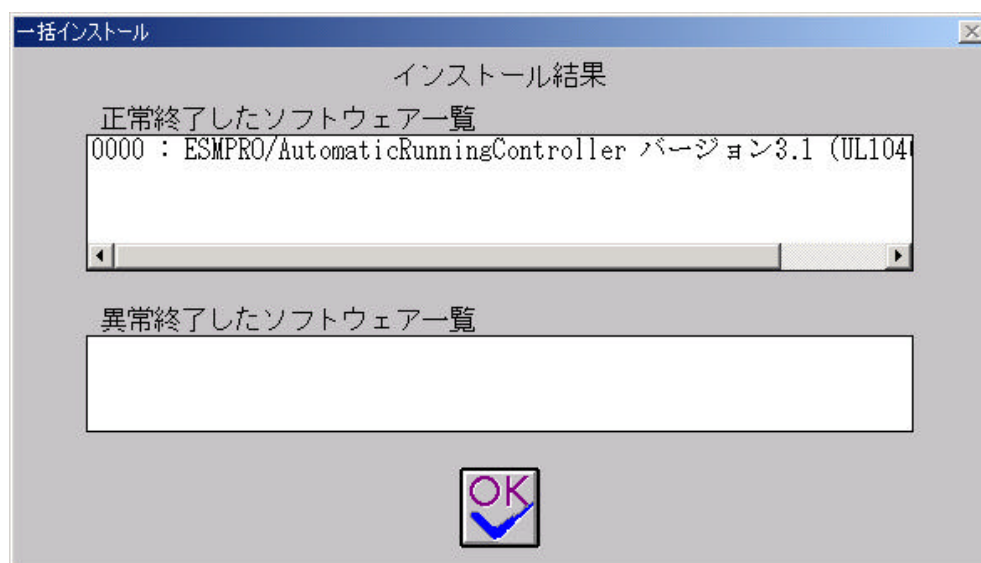 一括インストール
インストール結果
正常終了したソフトウェア一覧
0000 : ESMPRO/AutomaticRunningController バージョン3.1 (UL104
異常終了したソフトウェア一覧
OK